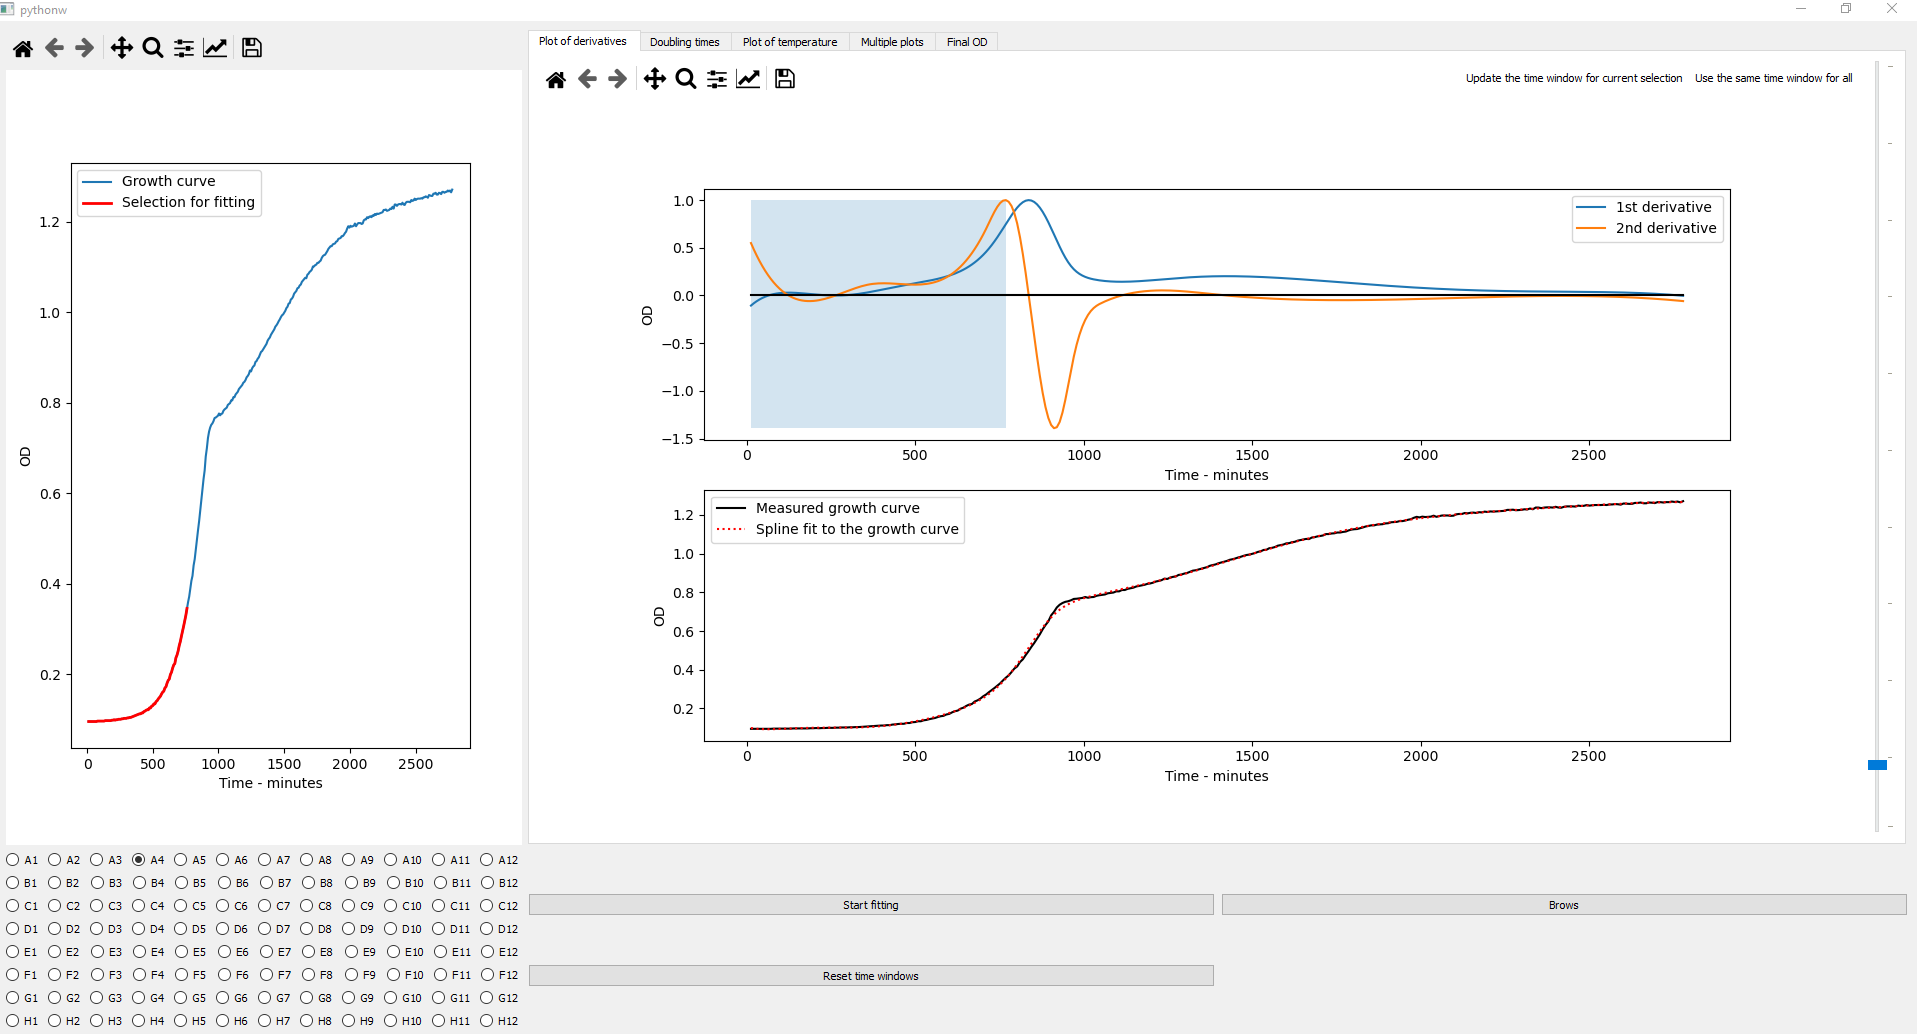 pythonw
Plot of derivatives
Doubling times
Plot of temperature
Multiple plots
Final OD
Update the time window for current selection
Use the same time window for all
Growth curve
Selection for fitting
1.2
1.0
0.8
0.6
0.4
0.2
OD
0 500 1000 1500 2000 2500
Time - minutes
1st derivative
2nd derivative
1.0
0.5
0.0
−0.5
−1.0
−1.5
OD
0 500 1000 1500 2000 2500
Time - minutes
Measured growth curve
Spline fit to the growth curve
1.2
1.0
0.8
0.6
0.4
0.2
OD
0 500 1000 1500 2000 2500
Time - minutes
A1 A2 A3 A4 A5 A6 A7 A8 A9 A10 A11 A12
B1 B2 B3 B4 B5 B6 B7 B8 B9 B10 B11 B12
C1 C2 C3 C4 C5 C6 C7 C8 C9 C10 C11 C12
D1 D2 D3 D4 D5 D6 D7 D8 D9 D10 D11 D12
E1 E2 E3 E4 E5 E6 E7 E8 E9 E10 E11 E12
F1 F2 F3 F4 F5 F6 F7 F8 F9 F10 F11 F12
G1 G2 G3 G4 G5 G6 G7 G8 G9 G10 G11 G12
H1 H2 H3 H4 H5 H6 H7 H8 H9 H10 H11 H12
Start fitting
Brows
Reset time windows